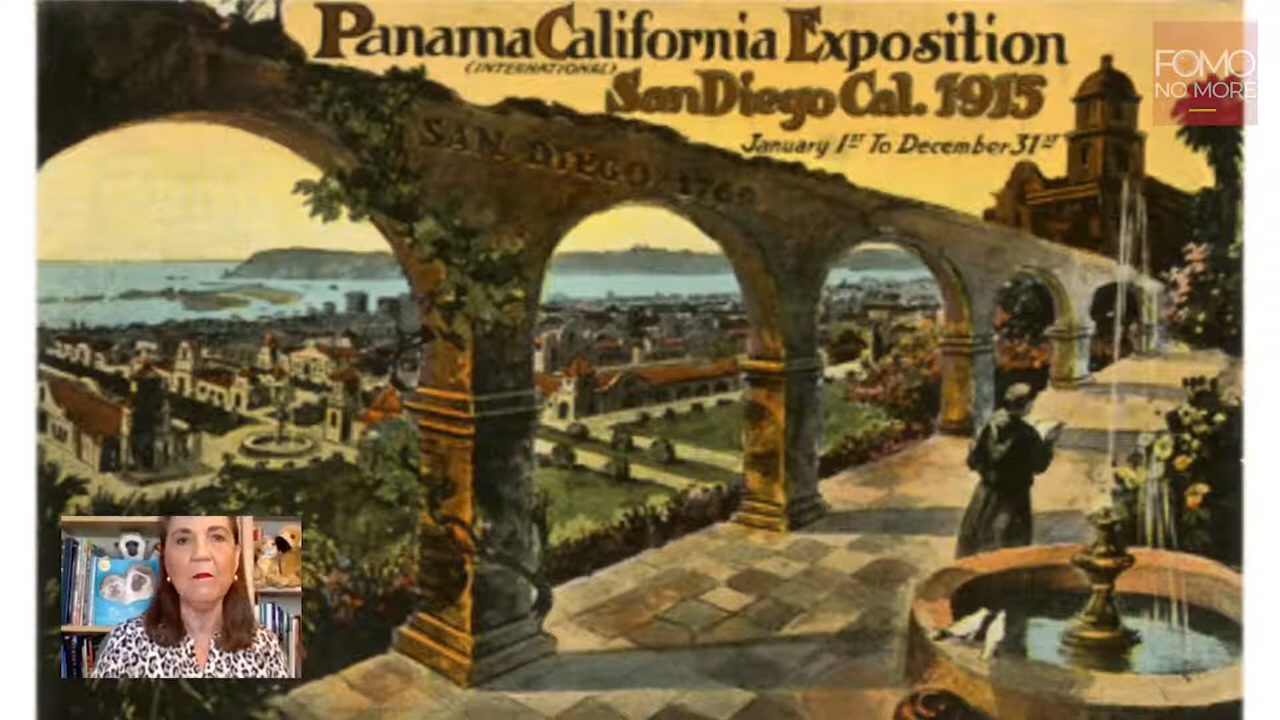 Panama California Exposition
(INTERNATIONAL)
San Diego Cal. 1915
January 1st To December 31st
SAN DIEGO 1769
FOMO
NO MORE